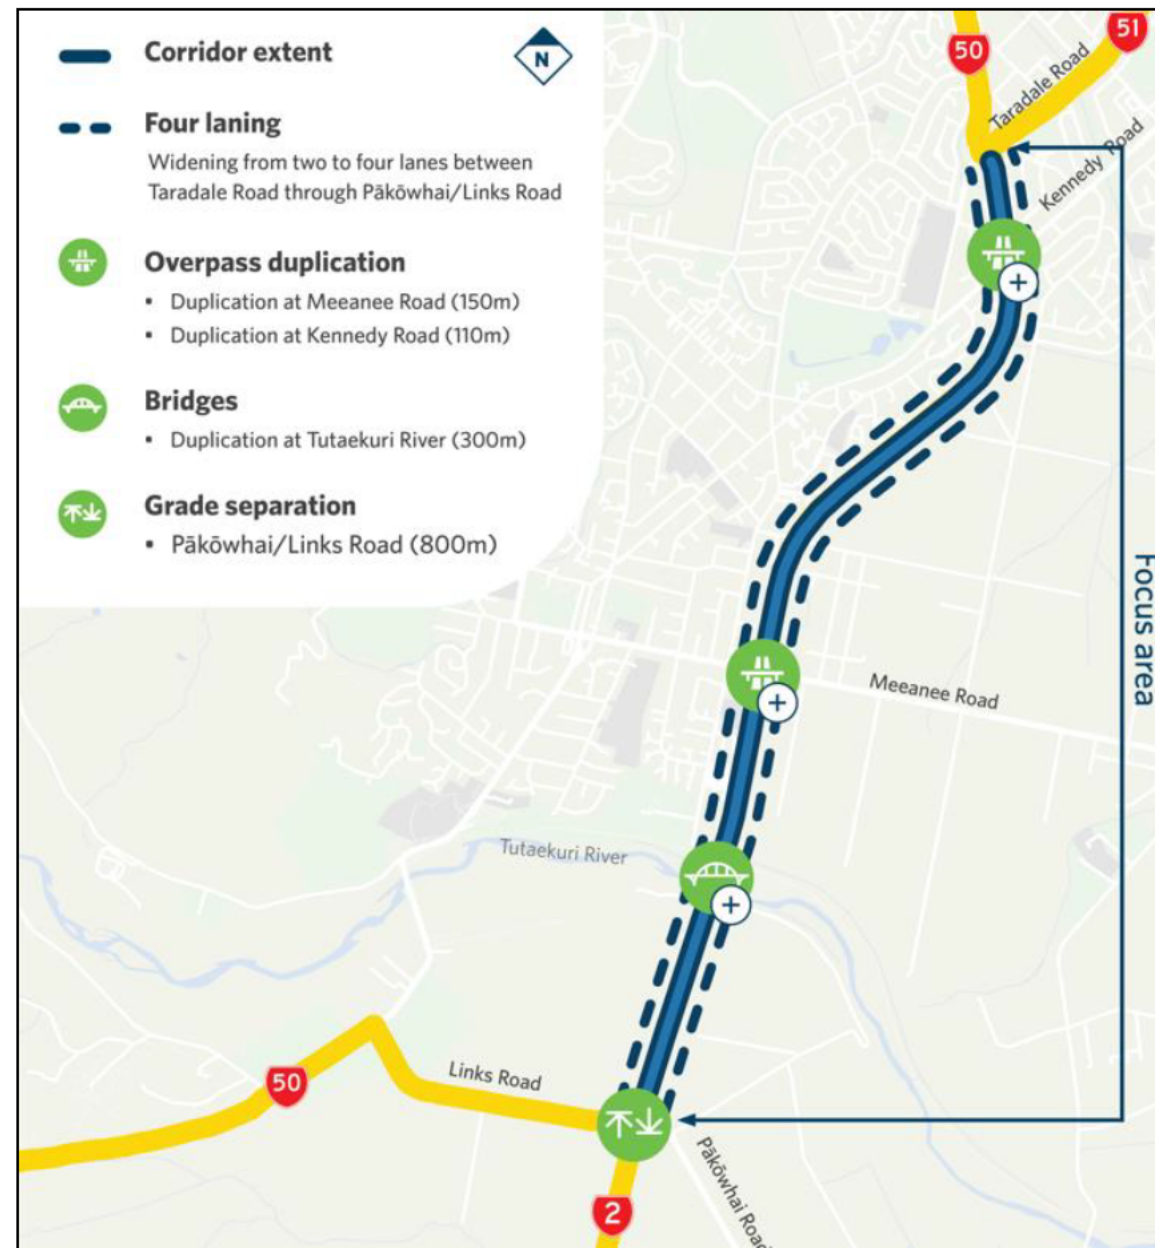 Corridor extent
N
Four laning
Widening from two to four lanes between
Taradale Road through Pākōwhai/Links Road
Overpass duplication
▪ Duplication at Meeanee Road (150m)
▪ Duplication at Kennedy Road (110m)
Bridges
▪ Duplication at Tutaekuri River (300m)
Grade separation
▪ Pākōwhai/Links Road (800m)
50
51
Taradale Road
Kennedy Road
Focus area
Meeanee Road
Tutaekuri River
50
Links Road
Pākōwhai Road
2